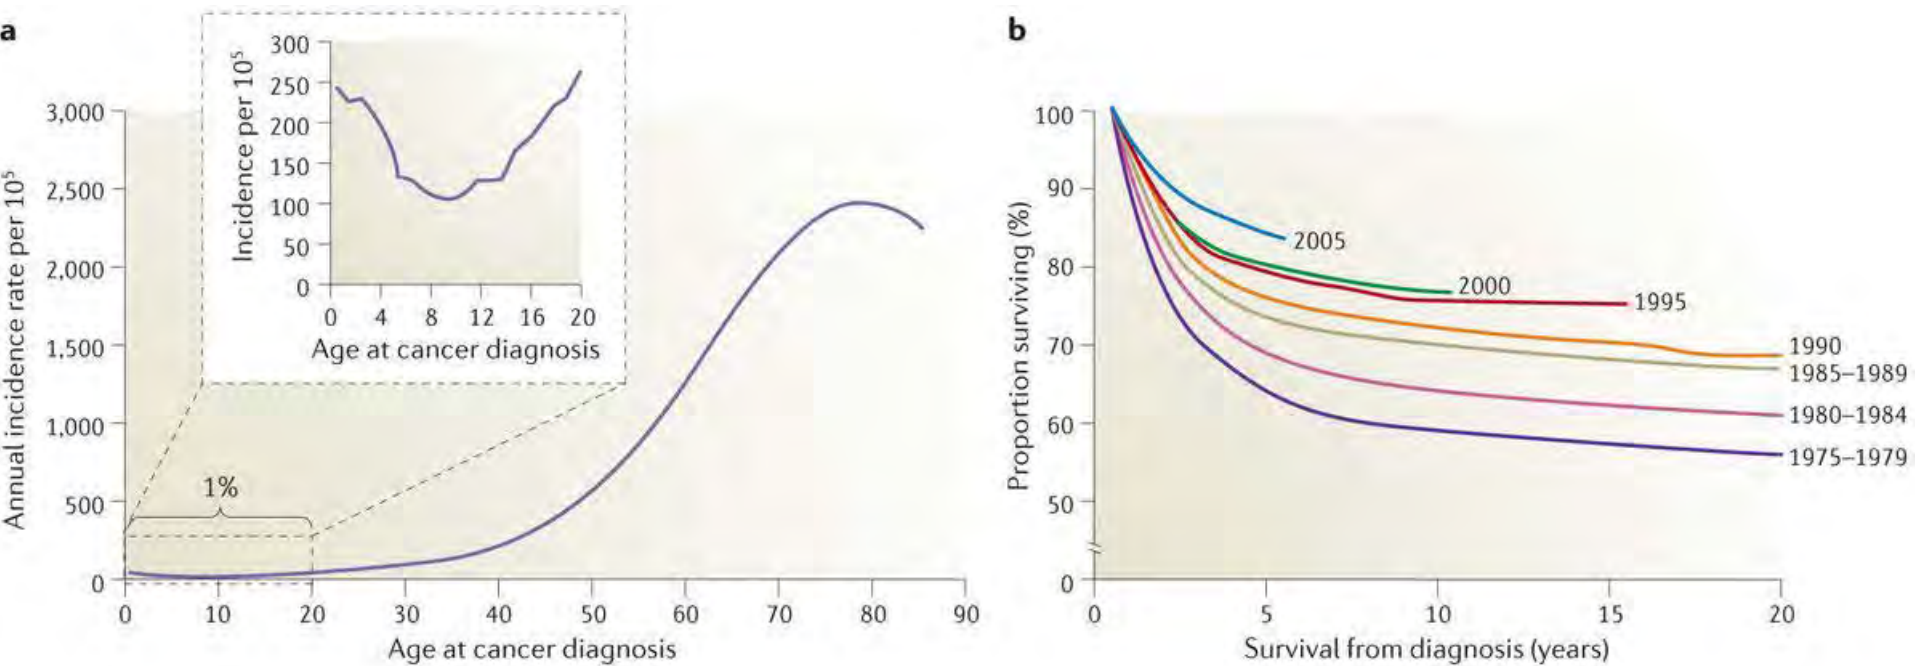 a
Annual incidence rate per 10⁵
3,000
2,500
2,000
1,500
1,000
500
0
0 10 20 30 40 50 60 70 80 90
Age at cancer diagnosis
1%
Incidence per 10⁵
300
250
200
150
100
50
0
0 4 8 12 16 20
Age at cancer diagnosis
b
Proportion surviving (%)
100
90
80
70
60
50
0
0 5 10 15 20
Survival from diagnosis (years)
2005
2000
1995
1990
1985–1989
1980–1984
1975–1979